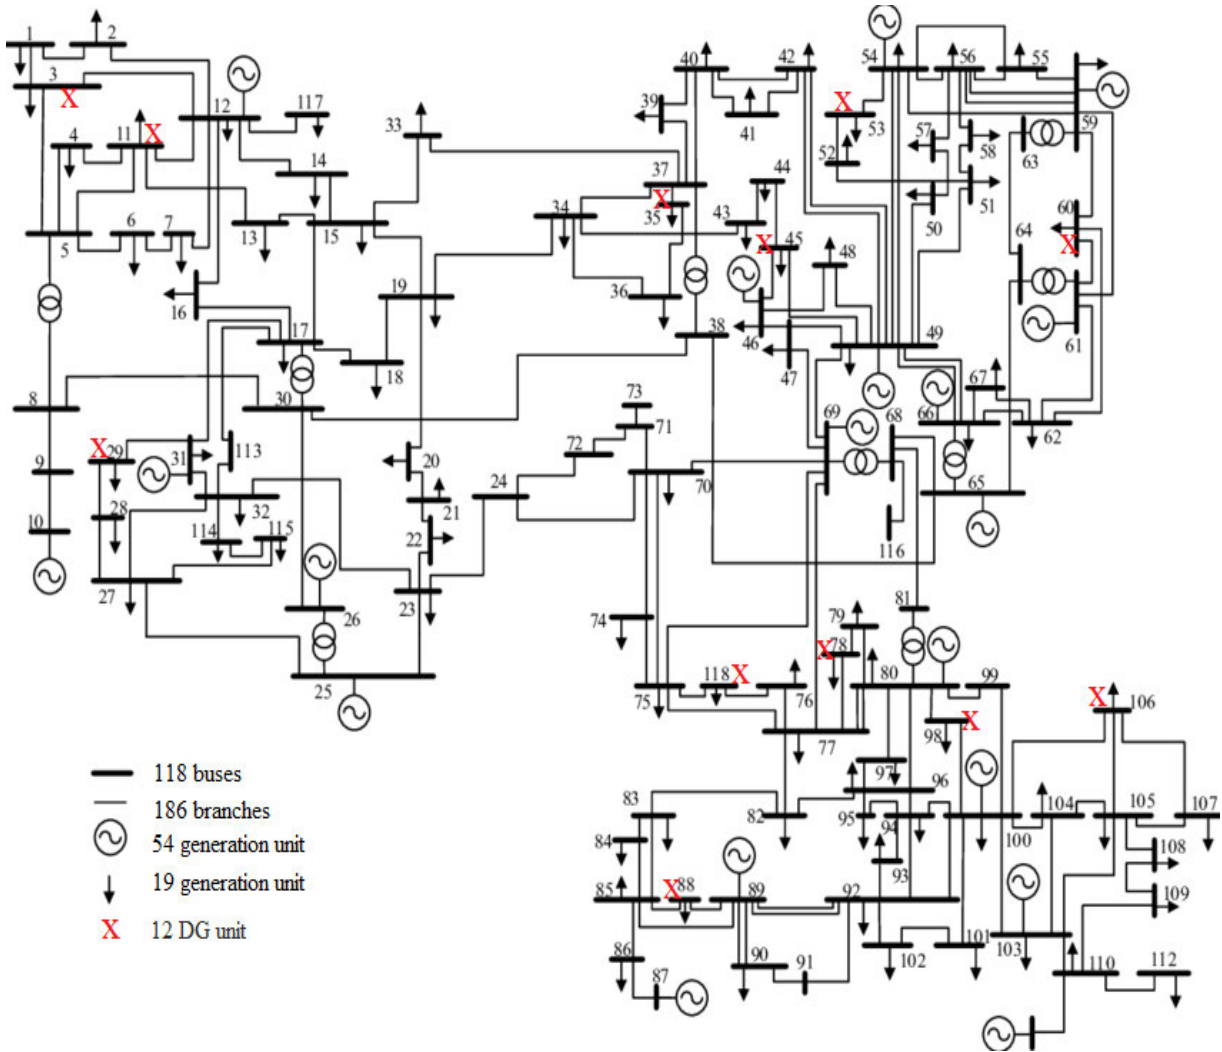 1 2 3 X
12 117
4 11 X
14
5 6 7 13 15
16 17 18 19
8 30
X 29 31 113
9 28 32
10 114 115
27 26 25
20 21 22 23 24
33 34 X 35 36 37
38 39 40 41 42
43 44 X 45 46 47 48
49 50 51 52 X 53
54 55 56 57 58 59
60 X 61 62 63 64
65 66 67 68 69
70 71 72 73
74 75 76 77
116 118 X
X 78 79 80 81
82 83 84 85 86 87
X 88 89 90 91 92
93 94 95 96 97
98 X 99 100
101 102 103 104 105
X 106 107 108 109
110 112
118 buses
186 branches
54 generation unit
19 generation unit
X 12 DG unit